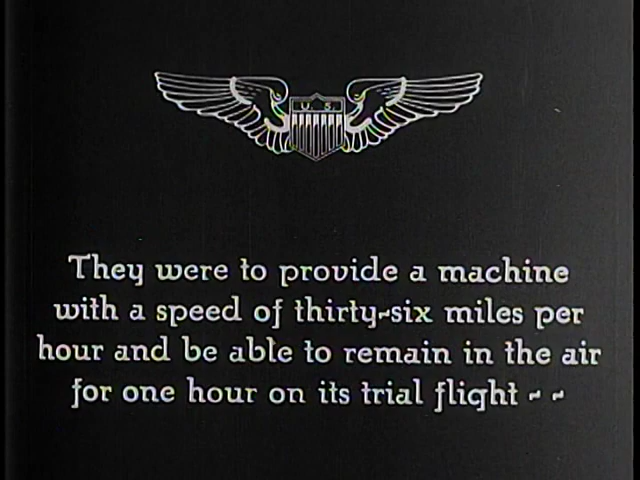 U. S.
They were to provide a machine
with a speed of thirty-six miles per
hour and be able to remain in the air
for one hour on its trial flight - -